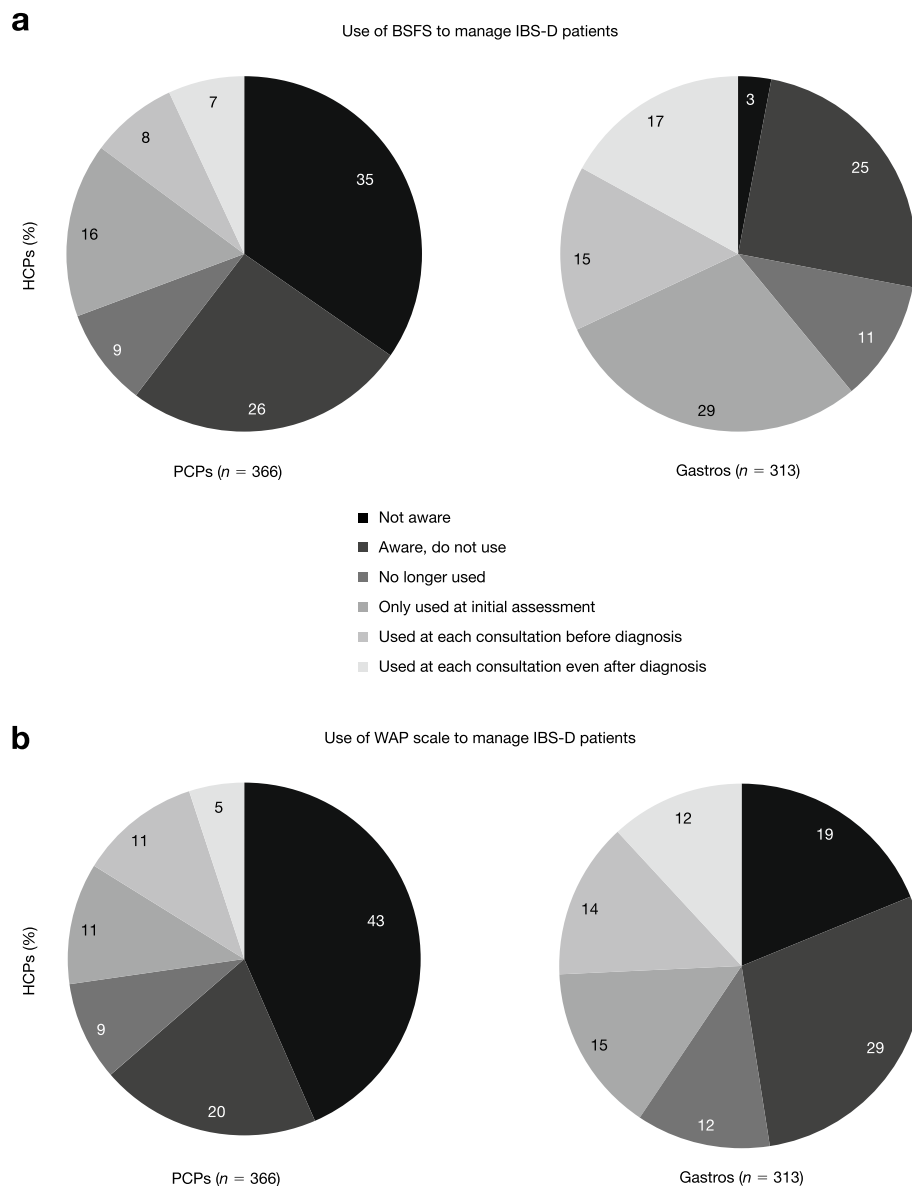 a
Use of BSFS to manage IBS-D patients
HCPs (%)
7
8
35
16
9
26
3
17
25
15
11
29
PCPs (n = 366)
Gastros (n = 313)
Not aware
Aware, do not use
No longer used
Only used at initial assessment
Used at each consultation before diagnosis
Used at each consultation even after diagnosis
b
Use of WAP scale to manage IBS-D patients
HCPs (%)
5
11
43
11
9
20
12
19
14
15
29
12
PCPs (n = 366)
Gastros (n = 313)